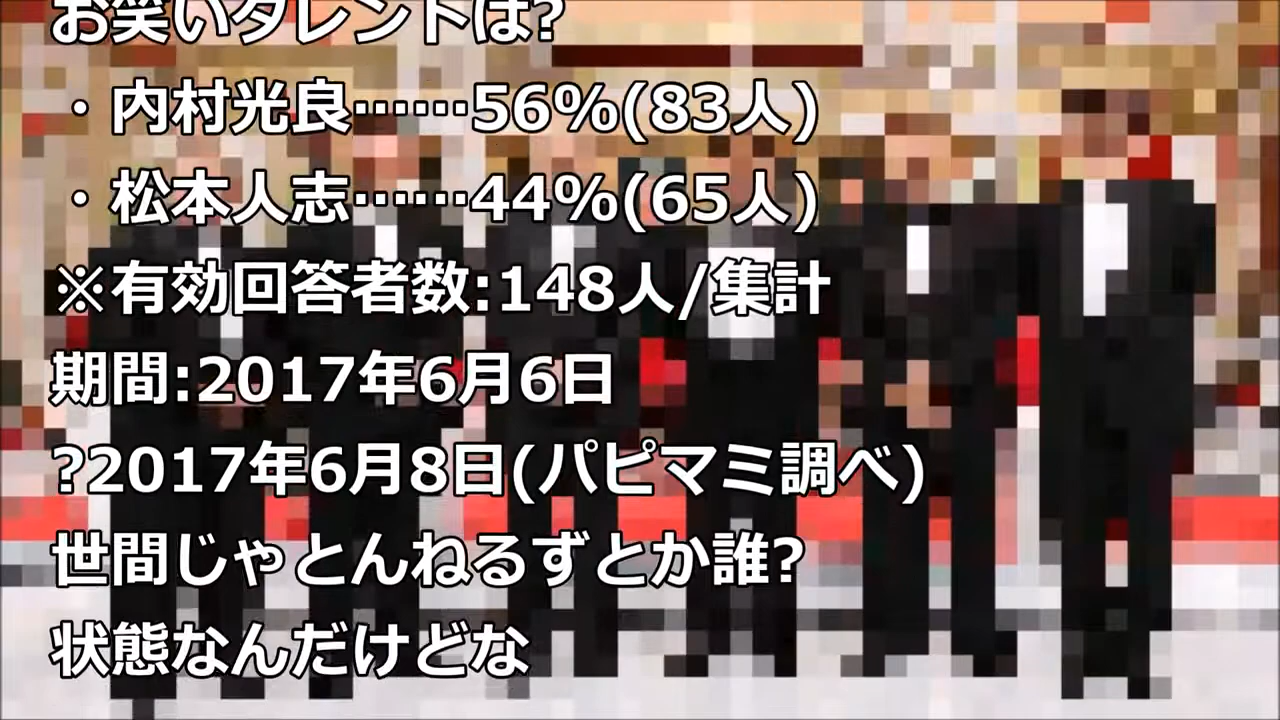 お笑いタレントは?
・内村光良……56%(83人)
・松本人志……44%(65人)
※有効回答者数:148人/集計
期間:2017年6月6日
?2017年6月8日(パピマミ調べ)
世間じゃとんねるずとか誰?
状態なんだけどな